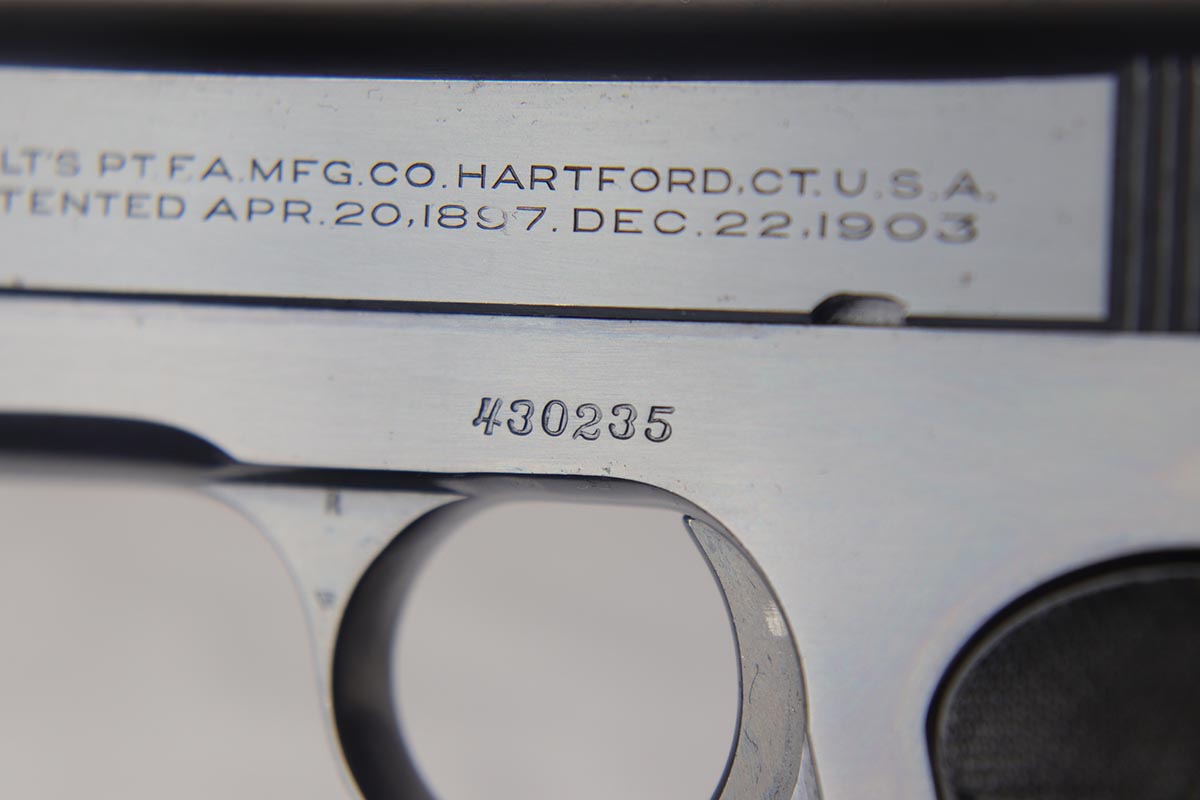 LT'S PT.F.A.MFG.CO.HARTFORD,CT.U.S.A.
TENTED APR.20,1897. DEC.22,1903
430235
R